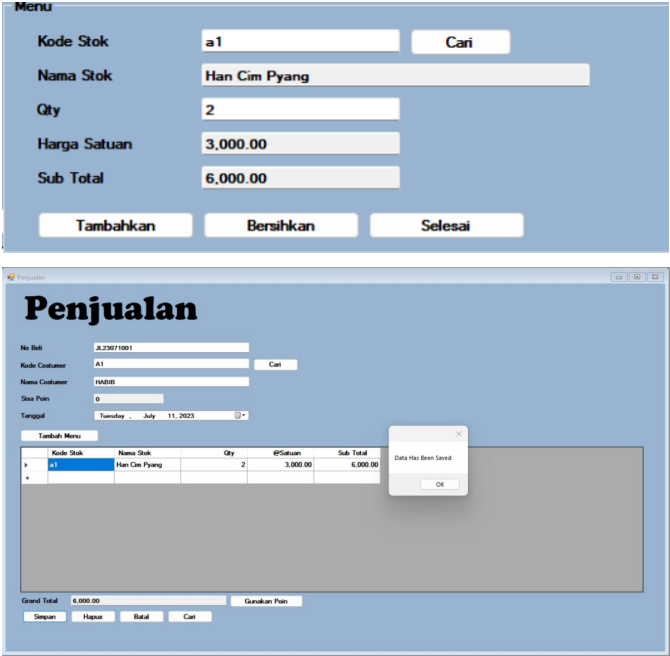 Menu
Kode Stok a1 Cari
Nama Stok Han Cim Pyang
Qty 2
Harga Satuan 3,000.00
Sub Total 6,000.00
Tambahkan Bersihkan Selesai
Penjualan
Penjualan
No Beli JL23071001
Kode Costumer A1 Cari
Nama Costumer HABIB
Sisa Poin 0
Tanggal Tuesday , July 11, 2023
Tambah Menu
Kode Stok Nama Stok Qty @Satuan Sub Total
a1 Han Cim Pyang 2 3,000.00 6,000.00
Data Has Been Saved
OK
Grand Total 6,000.00 Gunakan Poin
Simpan Hapus Batal Cari